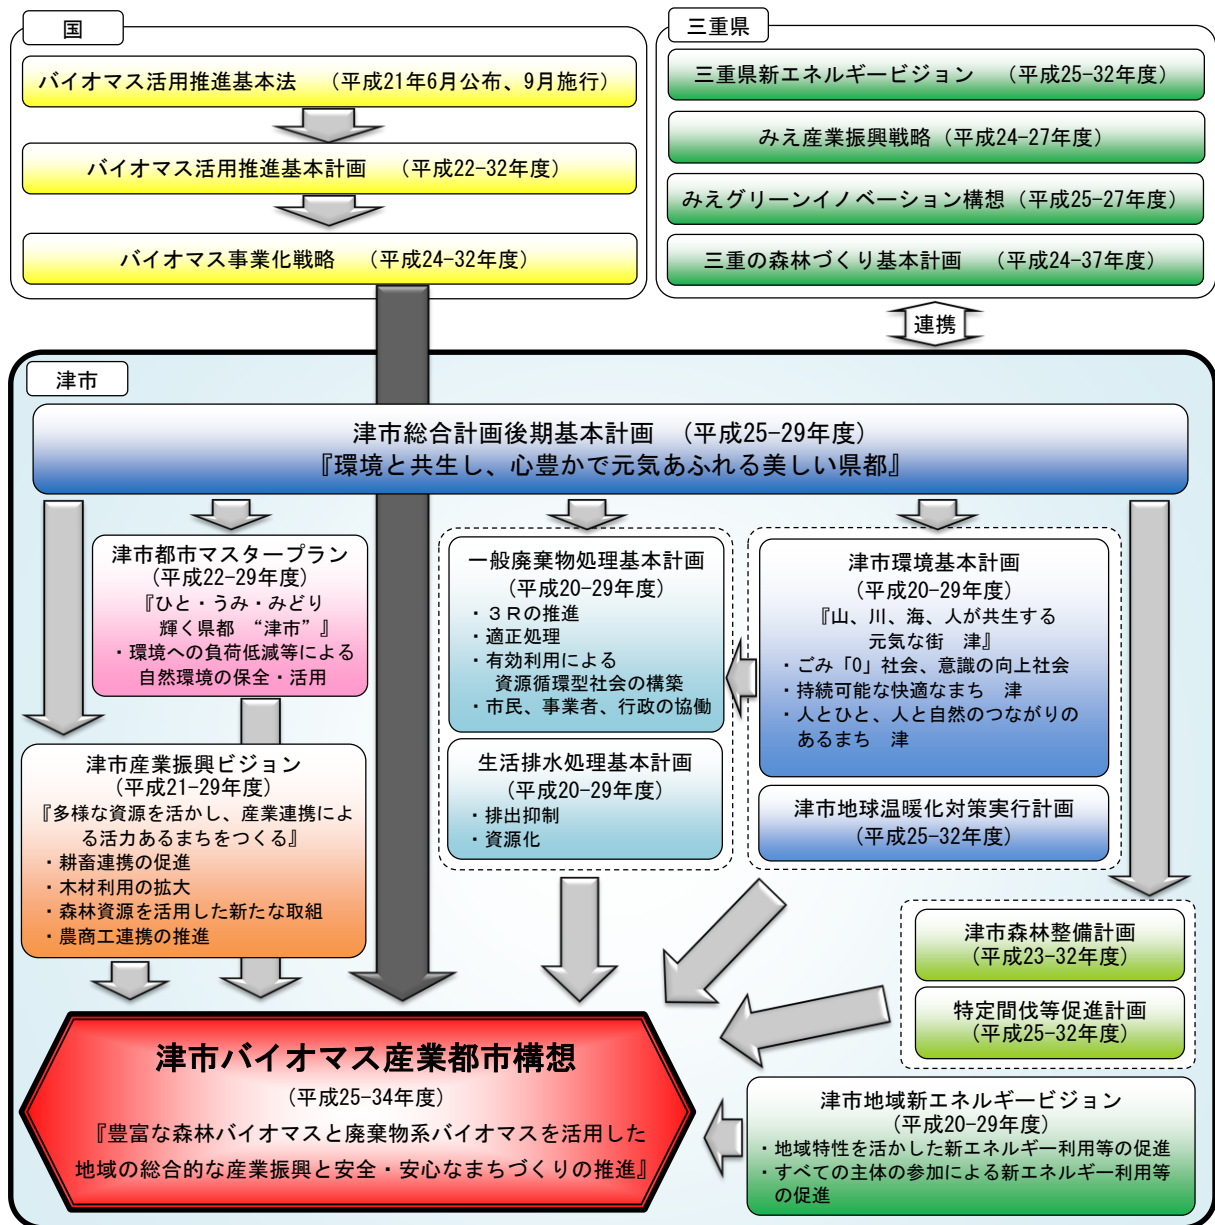 国
バイオマス活用推進基本法　（平成21年6月公布、9月施行）
バイオマス活用推進基本計画　（平成22-32年度）
バイオマス事業化戦略　（平成24-32年度）
三重県
三重県新エネルギービジョン　（平成25-32年度）
みえ産業振興戦略（平成24-27年度）
みえグリーンイノベーション構想（平成25-27年度）
三重の森林づくり基本計画　（平成24-37年度）
連携
津市
津市総合計画後期基本計画　（平成25-29年度）
『環境と共生し、心豊かで元気あふれる美しい県都』
津市都市マスタープラン
（平成22-29年度）
『ひと・うみ・みどり
輝く県都　“津市”』
・環境への負荷低減等による
自然環境の保全・活用
津市産業振興ビジョン
（平成21-29年度）
『多様な資源を活かし、産業連携によ
る活力あるまちをつくる』
・耕畜連携の促進
・木材利用の拡大
・森林資源を活用した新たな取組
・農商工連携の推進
一般廃棄物処理基本計画
（平成20-29年度）
・３Ｒの推進
・適正処理
・有効利用による
資源循環型社会の構築
・市民、事業者、行政の協働
生活排水処理基本計画
（平成20-29年度）
・排出抑制
・資源化
津市環境基本計画
（平成20-29年度）
『山、川、海、人が共生する
元気な街　津』
・ごみ「0」社会、意識の向上社会
・持続可能な快適なまち　津
・人とひと、人と自然のつながりの
あるまち　津
津市地球温暖化対策実行計画
（平成25-32年度）
津市森林整備計画
（平成23-32年度）
特定間伐等促進計画
（平成25-32年度）
津市地域新エネルギービジョン
（平成20-29年度）
・地域特性を活かした新エネルギー利用等の促進
・すべての主体の参加による新エネルギー利用等
の促進
津市バイオマス産業都市構想
（平成25-34年度）
『豊富な森林バイオマスと廃棄物系バイオマスを活用した
地域の総合的な産業振興と安全・安心なまちづくりの推進』